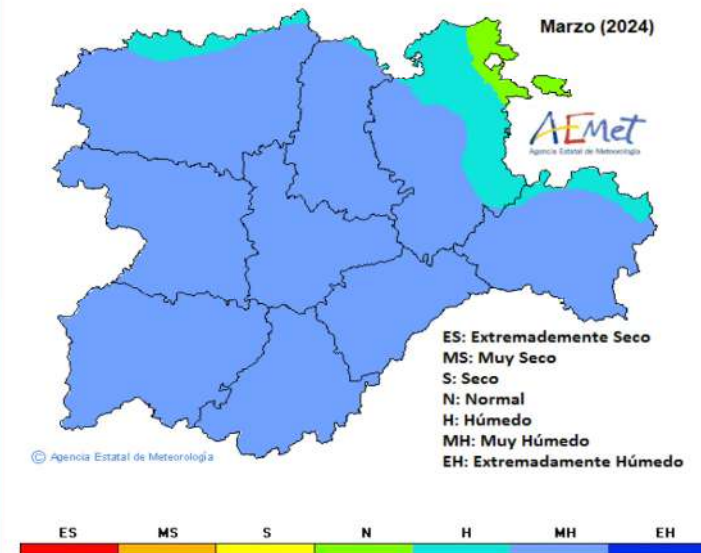 Marzo (2024)
AEMet
Agencia Estatal de Meteorología
ES: Extremademente Seco
MS: Muy Seco
S: Seco
N: Normal
H: Húmedo
MH: Muy Húmedo
EH: Extremadamente Húmedo
© Agencia Estatal de Meteorología
ES MS S N H MH EH